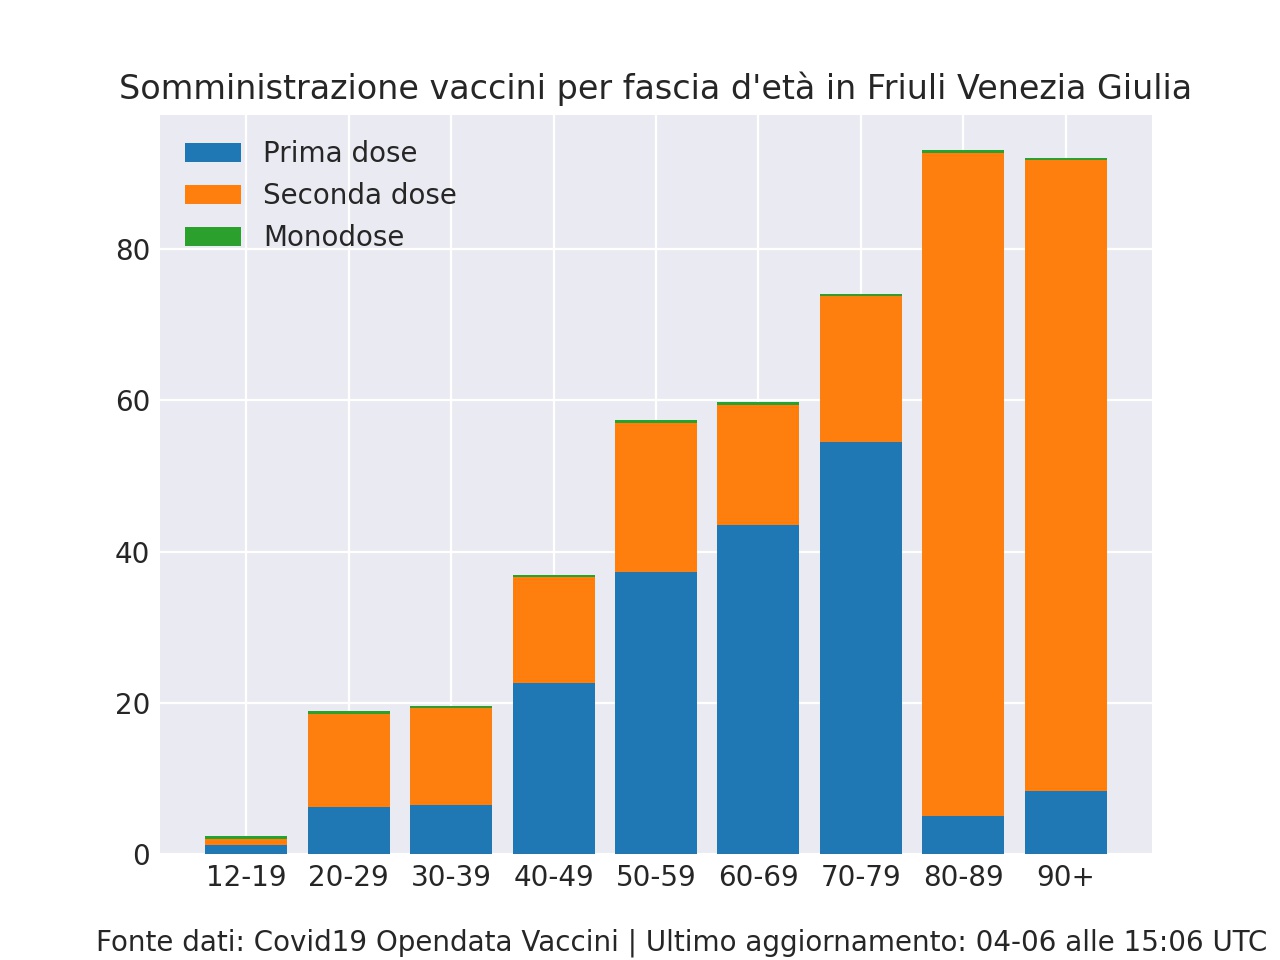 Somministrazione vaccini per fascia d'età in Friuli Venezia Giulia
Prima dose
Seconda dose
Monodose
80
60
40
20
0
12-19 20-29 30-39 40-49 50-59 60-69 70-79 80-89 90+
Fonte dati: Covid19 Opendata Vaccini | Ultimo aggiornamento: 04-06 alle 15:06 UTC